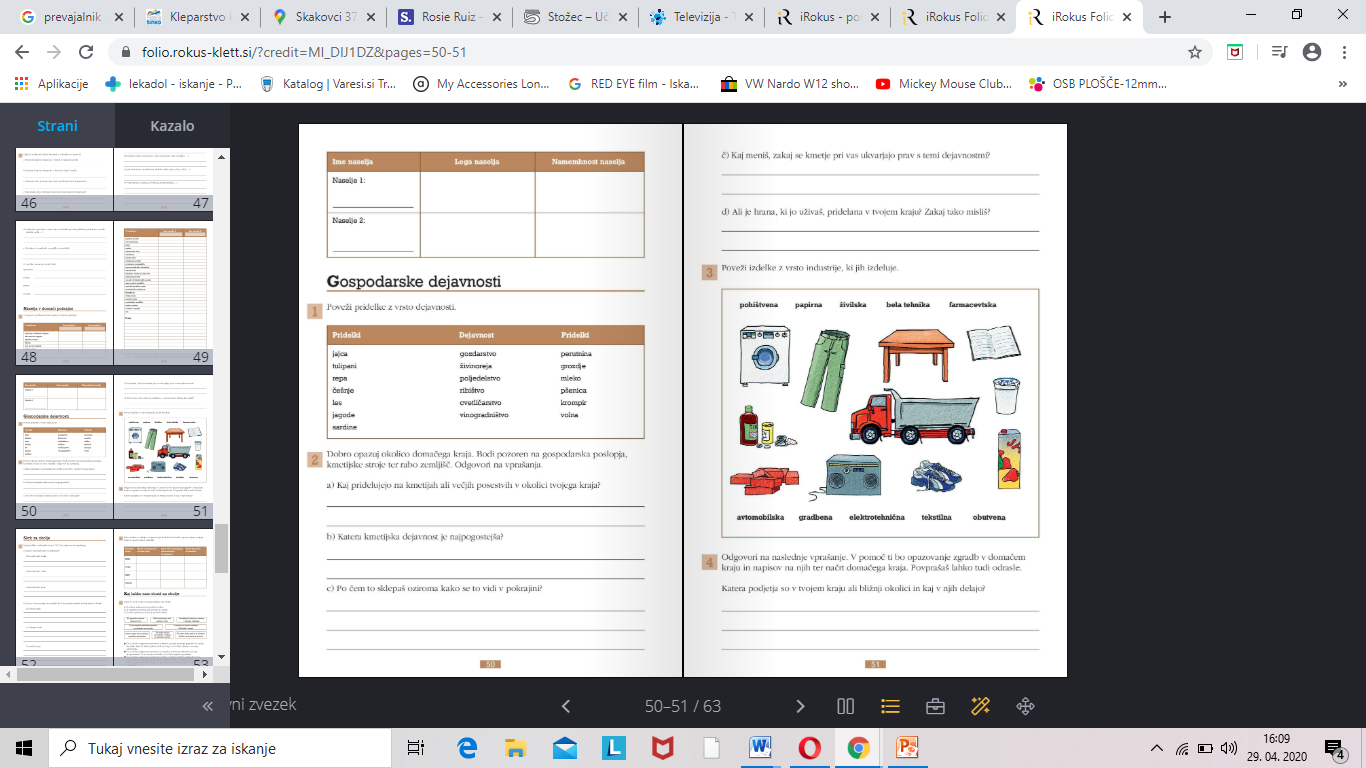 prevajalnik
Kleparstvo
Skakovci 37
Rosie Ruiz –
Stožec – Uč
Televizija - T
iRokus - po
iRokus Folio
iRokus Folio
folio.rokus-klett.si/?credit=MI_DIJ1DZ&pages=50-51
Aplikacije
lekadol - iskanje - P...
Katalog | Varesi.si Tr...
My Accessories Lon...
RED EYE film - Iska...
VW Nardo W12 sho...
Mickey Mouse Club...
OSB PLOŠČE-12mm...
Strani
Kazalo
46 47
48 49
50 51
52 53
Ime naselja Lega naselja Namembnost naselja
Naselje 1:
Naselje 2:
Gospodarske dejavnosti
1 Poveži pridelke z vrsto dejavnosti.
Pridelki Dejavnost Pridelki
jajca gozdarstvo perutnina
tulipani živinoreja grozdje
repa poljedelstvo mleko
češnje ribištvo pšenica
les cvetličarstvo krompir
jagode vinogradništvo volna
sardine
2 Dobro opazuj okolico domačega kraja. Bodi pozoren na gospodarska poslopja,
kmetijske stroje ter rabo zemljišč. Odgovori na vprašanja.
a) Kaj pridelujejo na kmetijah ali večjih posestvih v okolici tvojega kraja?
b) Katera kmetijska dejavnost je najpogostejša?
c) Po čem to sklepaš oziroma kako se to vidi v pokrajini?
50
č) Kaj meniš, zakaj se kmetje pri vas ukvarjajo prav s temi dejavnostmi?
d) Ali je hrana, ki jo uživaš, pridelana v tvojem kraju? Zakaj tako misliš?
3 Poveži izdelke z vrsto industrije, ki jih izdeluje.
pohištvena papirna živilska bela tehnika farmacevtska
avtomobilska gradbena elektrotehnična tekstilna obutvena
4 Odgovori na naslednje vprašanje. V pomoč ti bo opazovanje zgradb v domačem
kraju in napisov na njih ter načrt domačega kraja. Povprašaš lahko tudi odrasle.
Katera podjetja so v tvojem kraju ali bližnji okolici in kaj v njih delajo?
51
vni zvezek
50–51 / 63
Tukaj vnesite izraz za iskanje
16:09
29. 04. 2020
4